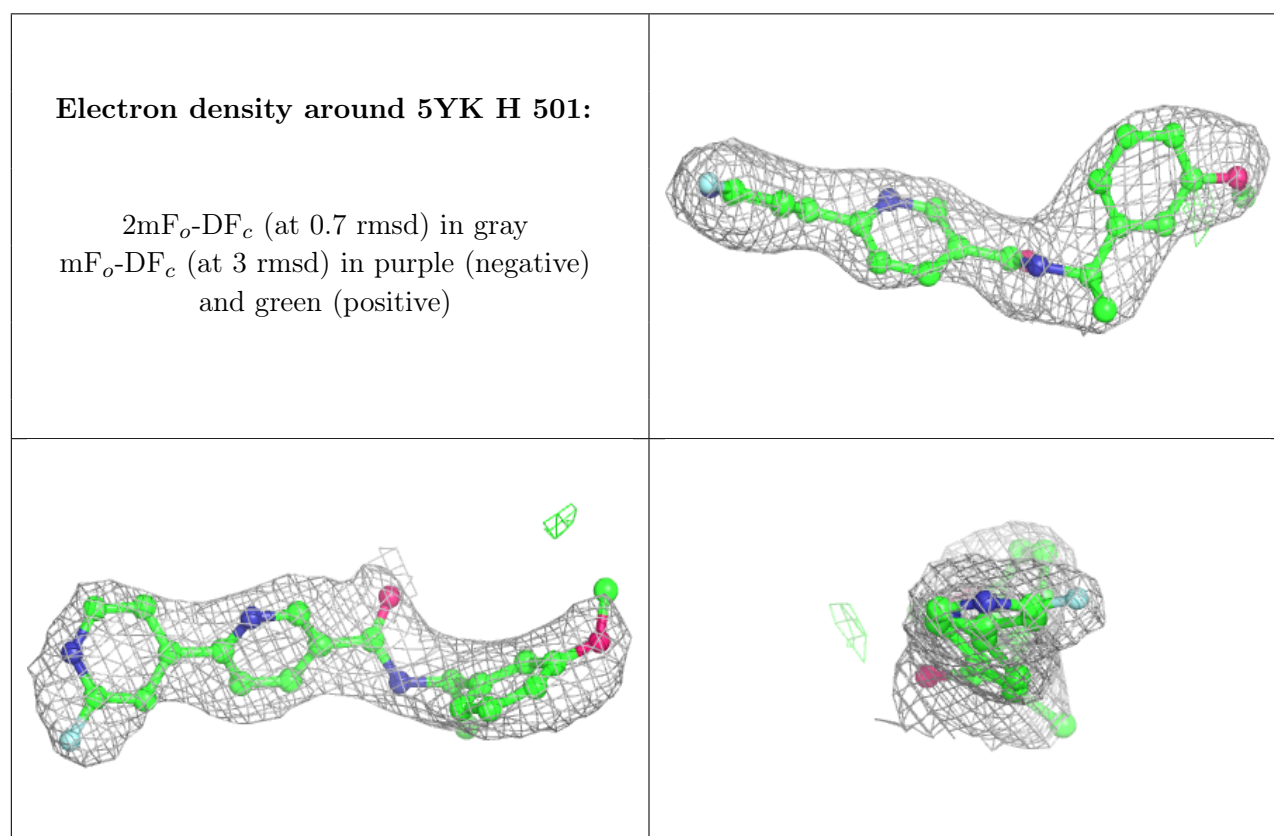 Electron density around 5YK H 501:
2mFo-DFc (at 0.7 rmsd) in gray
mFo-DFc (at 3 rmsd) in purple (negative)
and green (positive)